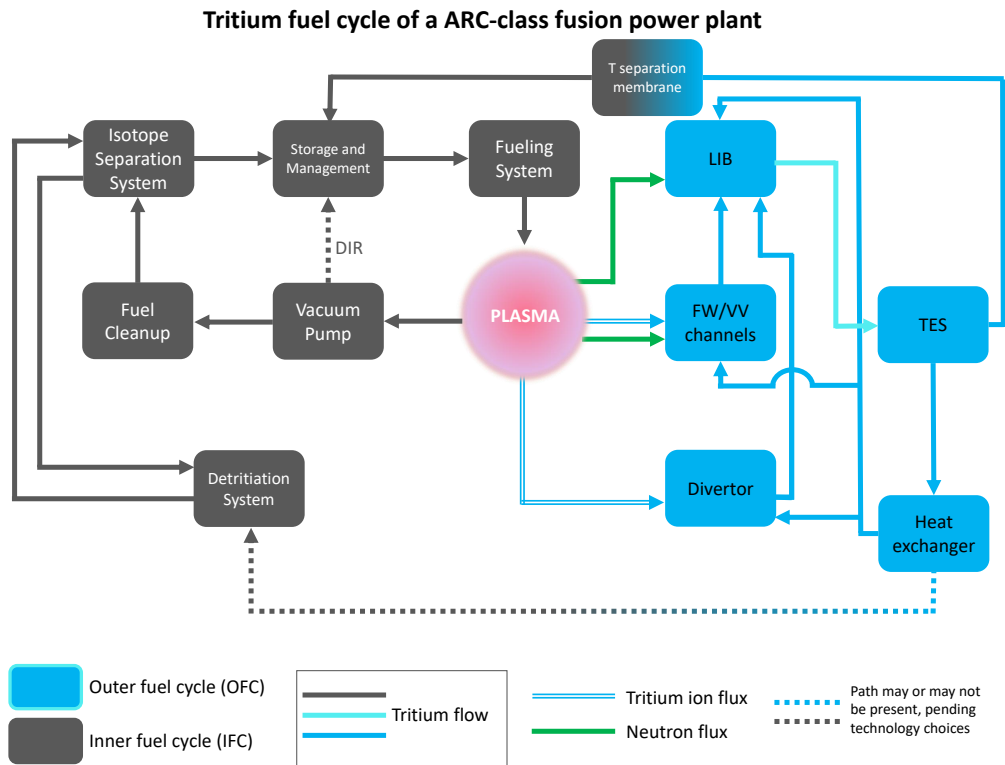 Tritium fuel cycle of a ARC-class fusion power plant
T separation
membrane
Isotope
Separation
System
Storage and
Management
Fueling
System
LIB
DIR
Fuel
Cleanup
Vacuum
Pump
PLASMA
FW/VV
channels
TES
Detritiation
System
Divertor
Heat
exchanger
Outer fuel cycle (OFC)
Inner fuel cycle (IFC)
Tritium flow
Tritium ion flux
Neutron flux
Path may or may not
be present, pending
technology choices